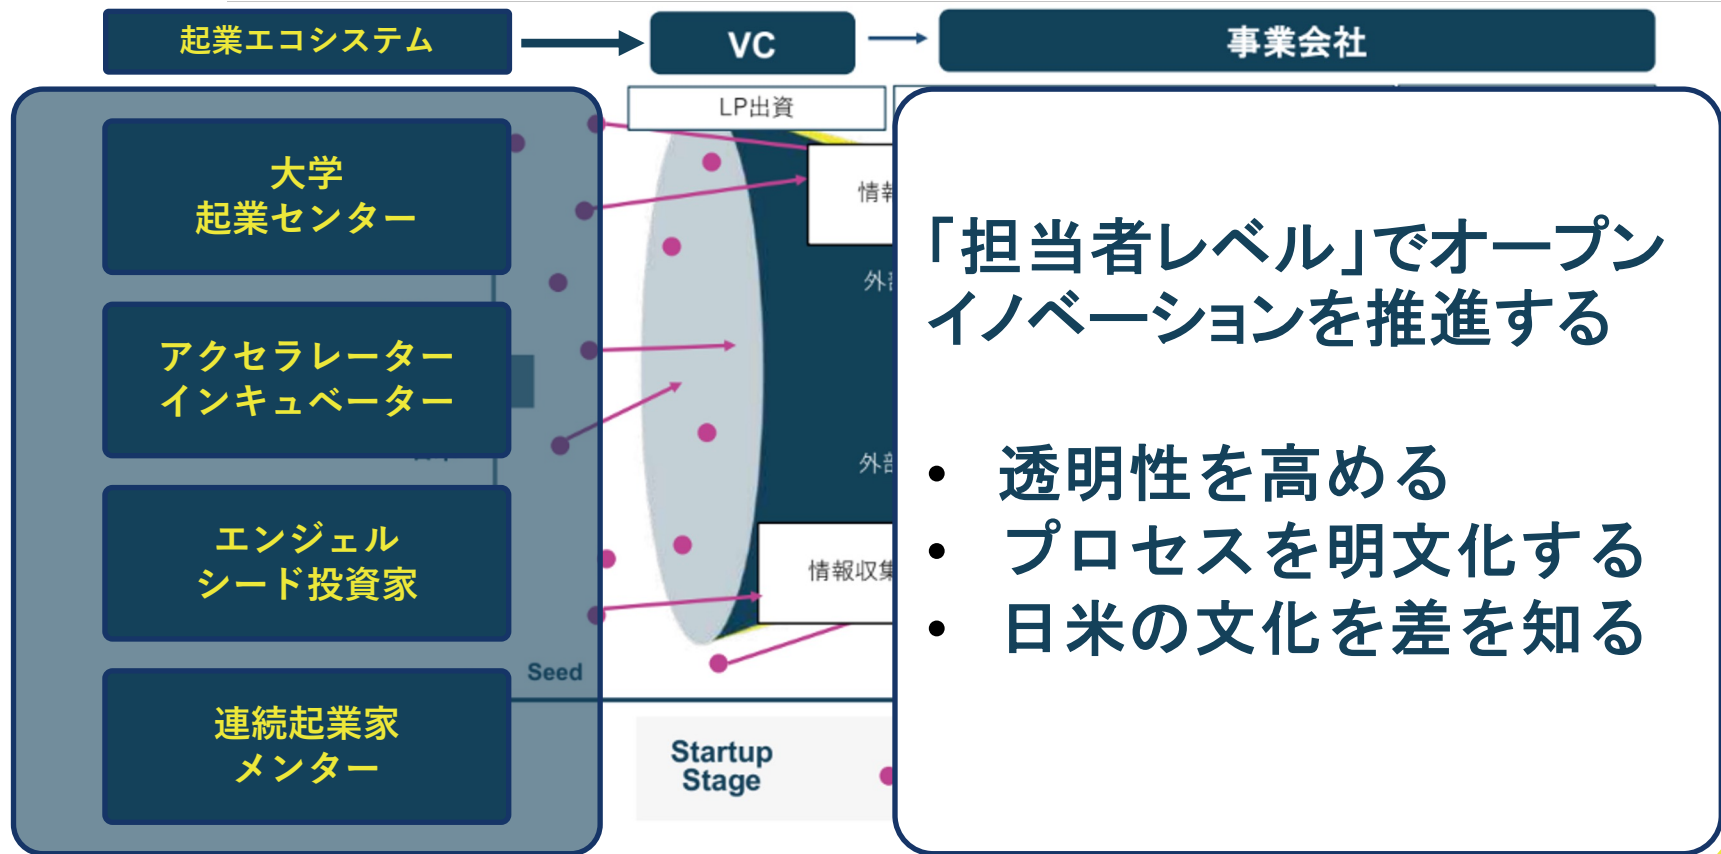 起業エコシステム
VC
事業会社
LP出資
大学
起業センター
アクセラレーター
インキュベーター
エンジェル
シード投資家
連続起業家
メンター
情
外
外
情報収集
Seed
Startup
Stage
「担当者レベル」でオープン
イノベーションを推進する
• 透明性を高める
• プロセスを明文化する
• 日米の文化を差を知る